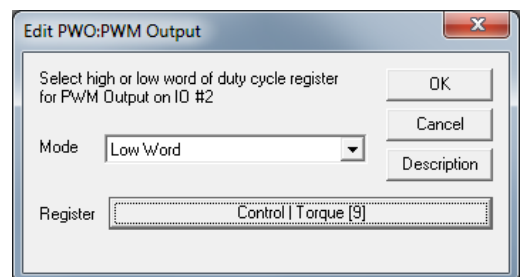 Edit PWO:PWM Output
Select high or low word of duty cycle register
for PWM Output on IO #2
OK
Cancel
Mode
Low Word
Description
Register
Control | Torque [9]